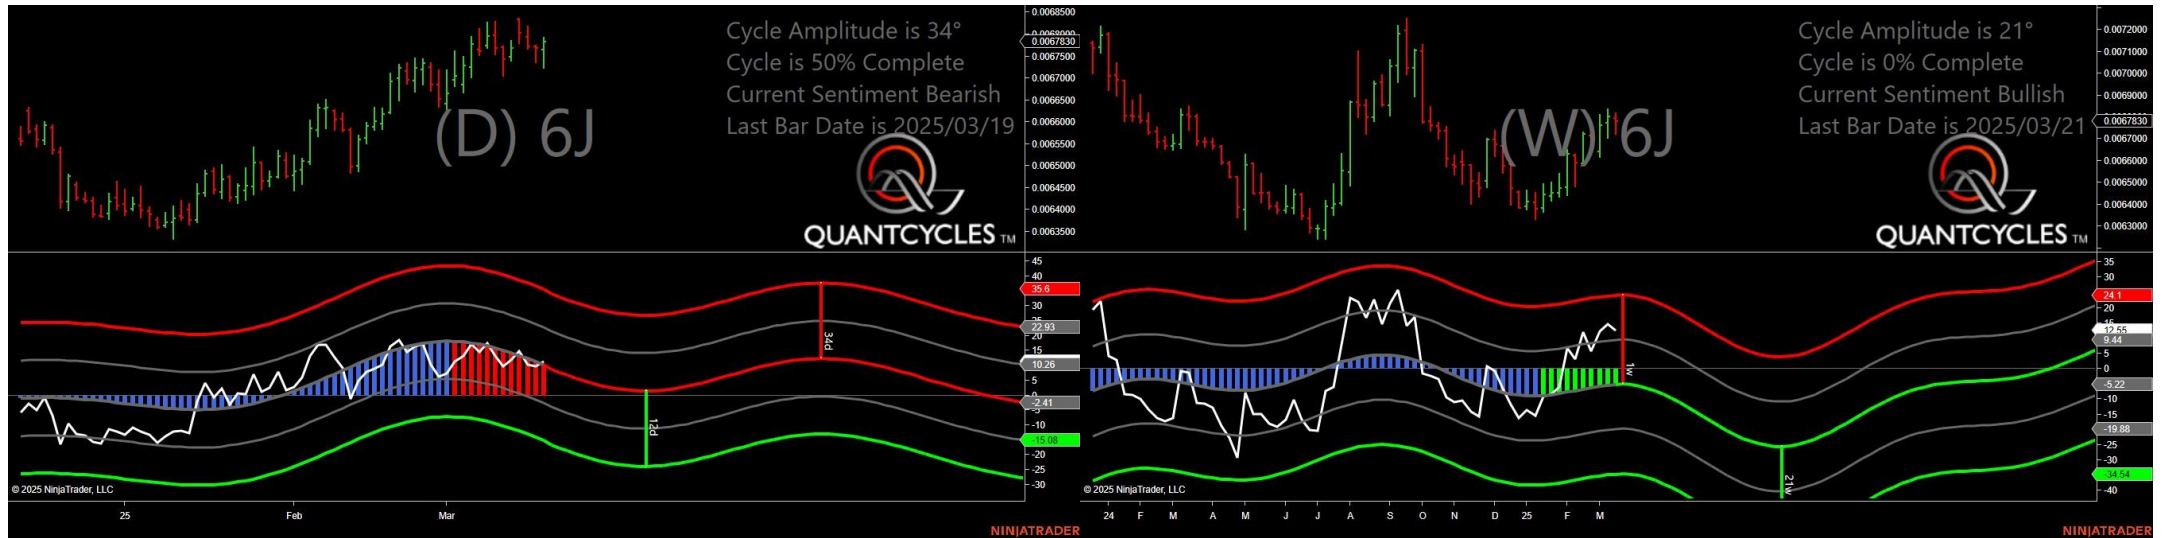 Cycle Amplitude is 34°
Cycle is 50% Complete
Current Sentiment Bearish
Last Bar Date is 2025/03/19
(D) 6J
QUANTCYCLES TM
0.0068500
0.0067830
0.0067500
0.0067000
0.0066500
0.0066000
0.0065500
0.0065000
0.0064500
0.0064000
0.0063500
45
40
35.6
30
22.93
20
15
10.26
5
0
-2.41
-10
-15.08
-20
-25
-30
34d
12d
© 2025 NinjaTrader, LLC
25 Feb Mar
NINJATRADER
Cycle Amplitude is 21°
Cycle is 0% Complete
Current Sentiment Bullish
Last Bar Date is 2025/03/21
(W) 6J
QUANTCYCLES TM
0.0072000
0.0071000
0.0070000
0.0069000
0.0067830
0.0067000
0.0066000
0.0065000
0.0064000
0.0063000
35
30
24.1
20
12.55
9.44
5
0
-5.22
-10
-15
-19.88
-25
-30
-34.54
-40
1w
21w
© 2025 NinjaTrader, LLC
24 F M A M J J A S O N D 25 F M
NINJATRADER